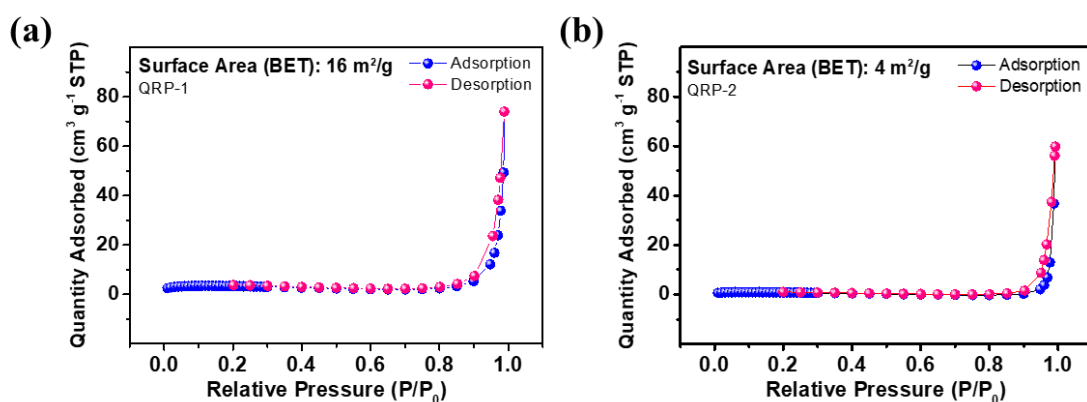 (a)
Surface Area (BET): 16 m²/g
QRP-1
Adsorption
Desorption
Quantity Adsorbed (cm³ g⁻¹ STP)
80
60
40
20
0
0.0 0.2 0.4 0.6 0.8 1.0
Relative Pressure (P/P₀)
(b)
Surface Area (BET): 4 m²/g
QRP-2
Adsorption
Desorption
Quantity Adsorbed (cm³ g⁻¹ STP)
80
60
40
20
0
0.0 0.2 0.4 0.6 0.8 1.0
Relative Pressure (P/P₀)